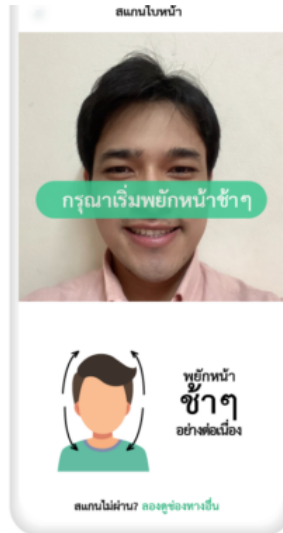 สแกนใบหน้า
กรุณาเริ่มพยักหน้าช้าๆ
พยักหน้า
ช้าๆ
อย่างต่อเนื่อง
สแกนไม่ผ่าน? ลองดูช่องทางอื่น